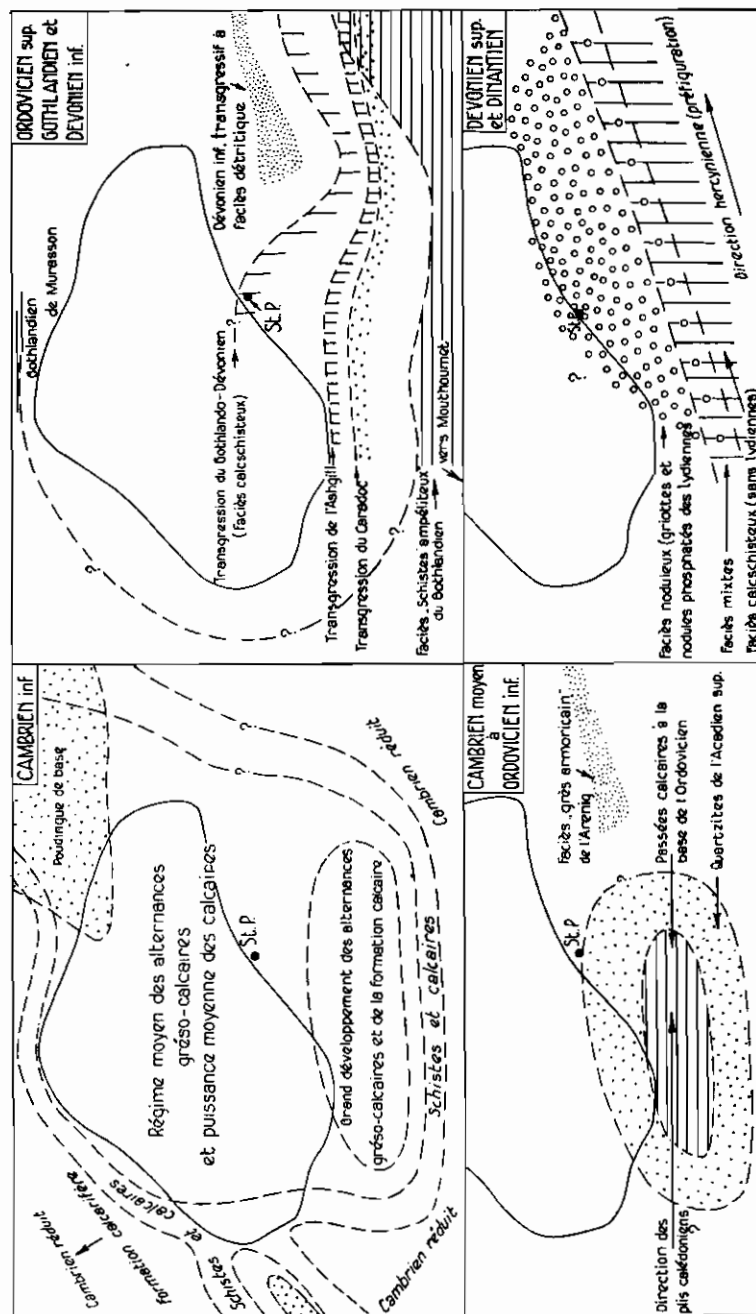 CAMBRIEN inf.
Poudingue de base
Cambrien réduit
Formation calcarifère
Schistes et calcaires
Régime moyen des alternances
gréso-calcaires
et puissance moyenne des calcaires
St.P.
?
?
Cambrien réduit
Grand développement des alternances
gréso-calcaires et de la formation calcaire
Schistes et calcaires
Cambrien réduit
ORDOVICIEN sup.
GOTHLANDIEN et
DEVONIEN inf.
Gothlandien
de Murasson
?
Dévonien inf. transgressif à
faciès détritique
Transgression du Gothlando-Dévonien
(Faciès calcschisteux)
?
St.P.
Transgression de l'Ashgill
Transgression du Caradoc
?
?
Faciès „Schistes ampéliteux"
du Gothlandien
vers Mouthoumet
CAMBRIEN moyen
à
ORDOVICIEN inf.
Faciès „grès armoricain"
de l'Arenig
St.P.
?
Passées calcaires à la
base de l'Ordovicien
Quartzites de l'Acadien sup.
Direction des
plis calédoniens
?
DEVONIEN sup.
et DINANTIEN
?
St.P.
Faciès noduleux (griottes et
nodules phosphatés des lydiennes)
Faciès mixtes
Faciès calcschisteux (sans lydiennes)
Direction hercynienne (préfiguration)